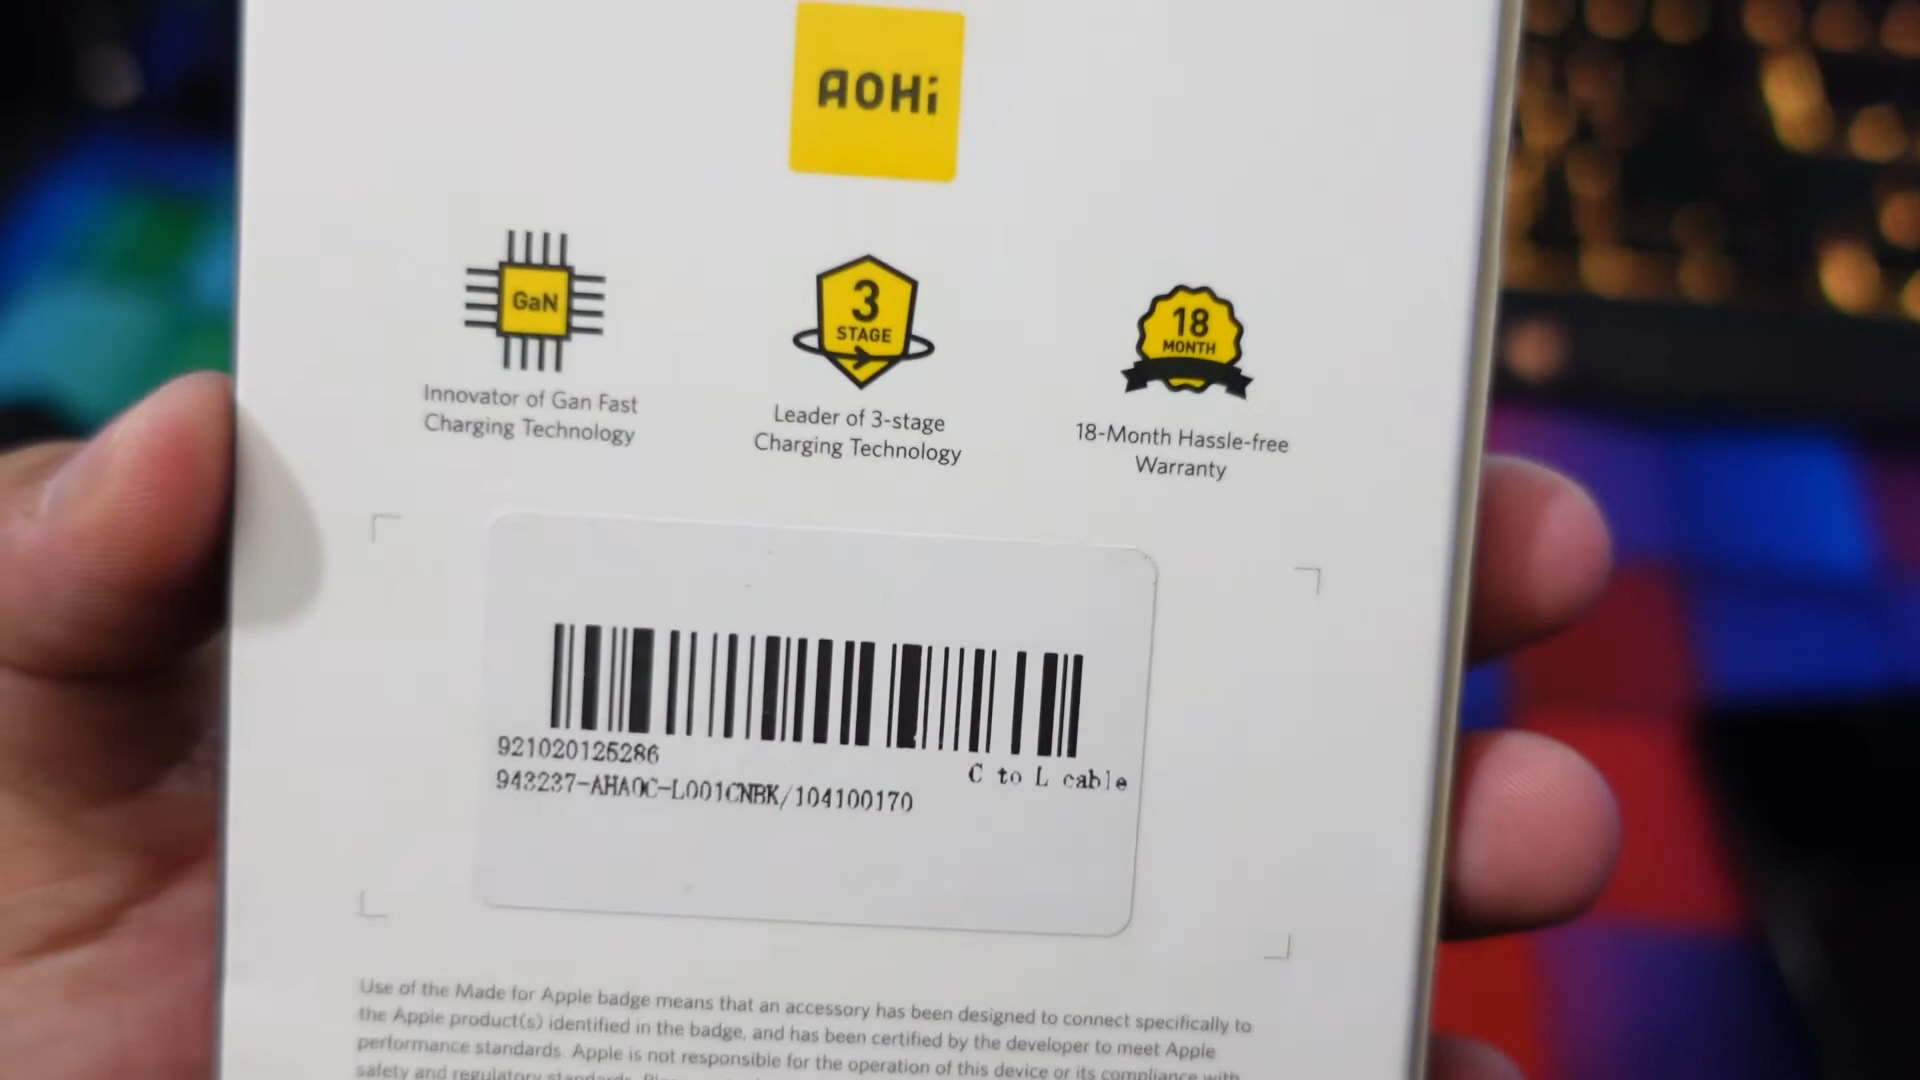 AOHi
GaN
Innovator of Gan Fast
Charging Technology
3
STAGE
Leader of 3-stage
Charging Technology
18
MONTH
18-Month Hassle-free
Warranty
921020125286
C to L cable
943237-AHAOC-L001CNBK/104100170
Use of the Made for Apple badge means that an accessory has been designed to connect specifically to
the Apple product(s) identified in the badge, and has been certified by the developer to meet Apple
performance standards. Apple is not responsible for the operation of this device or its compliance with
safety and regulatory standards.